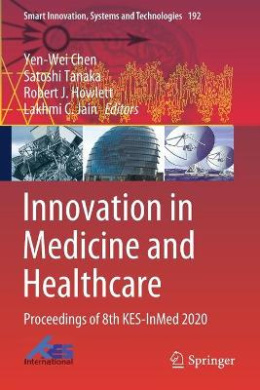 Smart Innovation, Systems and Technologies 192
Yen-Wei Chen
Satoshi Tanaka
Robert J. Howlett
Lakhmi C. Jain Editors
Innovation in
Medicine and
Healthcare
Proceedings of 8th KES-InMed 2020
KES
International
Springer